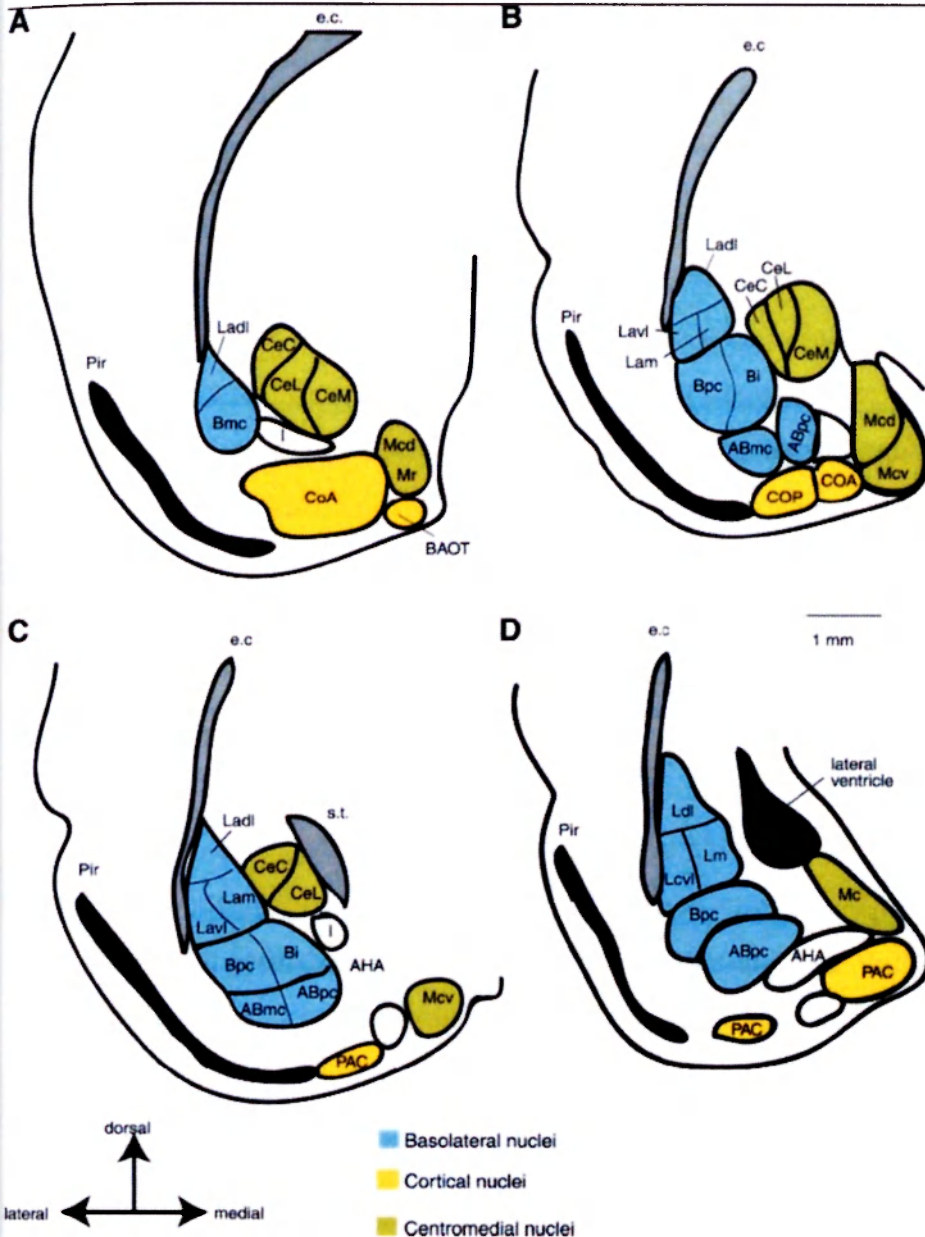 A
e.c.
Pir
Ladl
Bmc
CeC
CeL
CeM
I
Mcd
Mr
CoA
BAOT
B
e.c
Ladl
CeL
CeC
Pir
Lavl
Lam
CeM
Bpc
Bi
ABmc
ABpc
Mcd
Mcv
COP
COA
C
e.c
s.t.
Ladl
Pir
CeC
CeL
Lam
Lavl
I
Bpc
Bi
AHA
ABmc
ABpc
Mcv
PAC
D
1 mm
e.c
lateral
ventricle
Pir
Ldl
Lm
Lcvl
Mc
Bpc
ABpc
AHA
PAC
PAC
dorsal
lateral
medial
Basolateral nuclei
Cortical nuclei
Centromedial nuclei